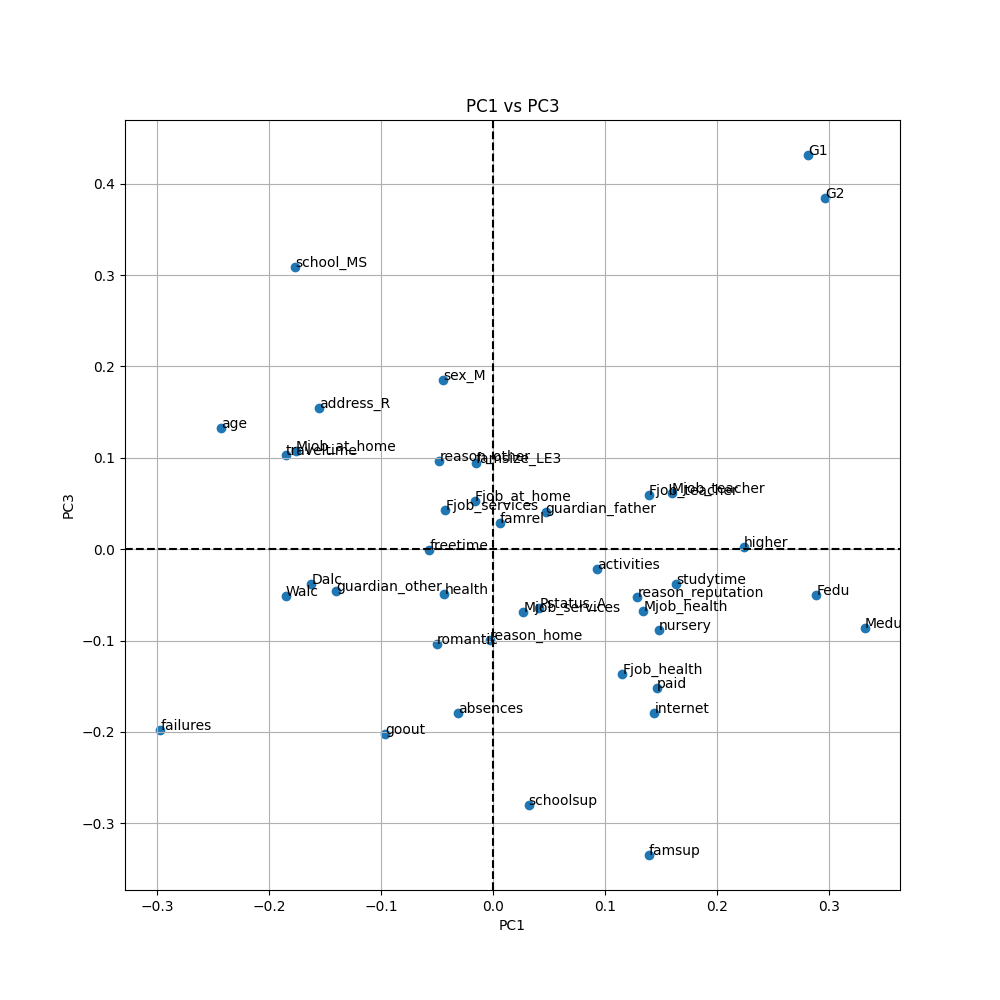 PC1 vs PC3
G1
G2
school_MS
sex_M
address_R
age
Mjob_at_home
traveltime
reason_other
famsize_LE3
Fjob_teacher
Mjob_teacher
Fjob_at_home
Fjob_services
guardian_father
famrel
freetime
higher
activities
Dalc
guardian_other
Walc
health
studytime
reason_reputation
Fedu
Pstatus_A
Mjob_services
Mjob_health
nursery
Medu
romantic
reason_home
Fjob_health
paid
internet
absences
failures
goout
schoolsup
famsup
0.4
0.3
0.2
0.1
0.0
−0.1
−0.2
−0.3
PC3
−0.3 −0.2 −0.1 0.0 0.1 0.2 0.3
PC1